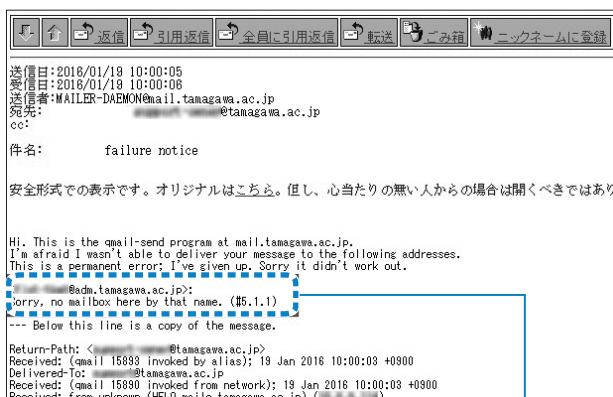 返信 引用返信 全員に引用返信 転送 ごみ箱 ニックネームに登録
送信日:2016/01/19 10:00:05
受信日:2016/01/19 10:00:06
送信者:MAILER-DAEMON@mail.tamagawa.ac.jp
宛先: @tamagawa.ac.jp
cc:
件名: failure notice
安全形式での表示です。オリジナルはこちら。但し、心当たりの無い人からの場合は開くべきではあり
Hi. This is the qmail-send program at mail.tamagawa.ac.jp.
I'm afraid I wasn't able to deliver your message to the following addresses.
This is a permanent error; I've given up. Sorry it didn't work out.
@adm.tamagawa.ac.jp>:
Sorry, no mailbox here by that name. (#5.1.1)
--- Below this line is a copy of the message.
Return-Path: < @tamagawa.ac.jp>
Received: (qmail 15893 invoked by alias); 19 Jan 2016 10:00:03 +0900
Delivered-To: @tamagawa.ac.jp
Received: (qmail 15890 invoked from network); 19 Jan 2016 10:00:03 +0900
Received: from unknown (HELO mails.tamagawa.ac.jp) (